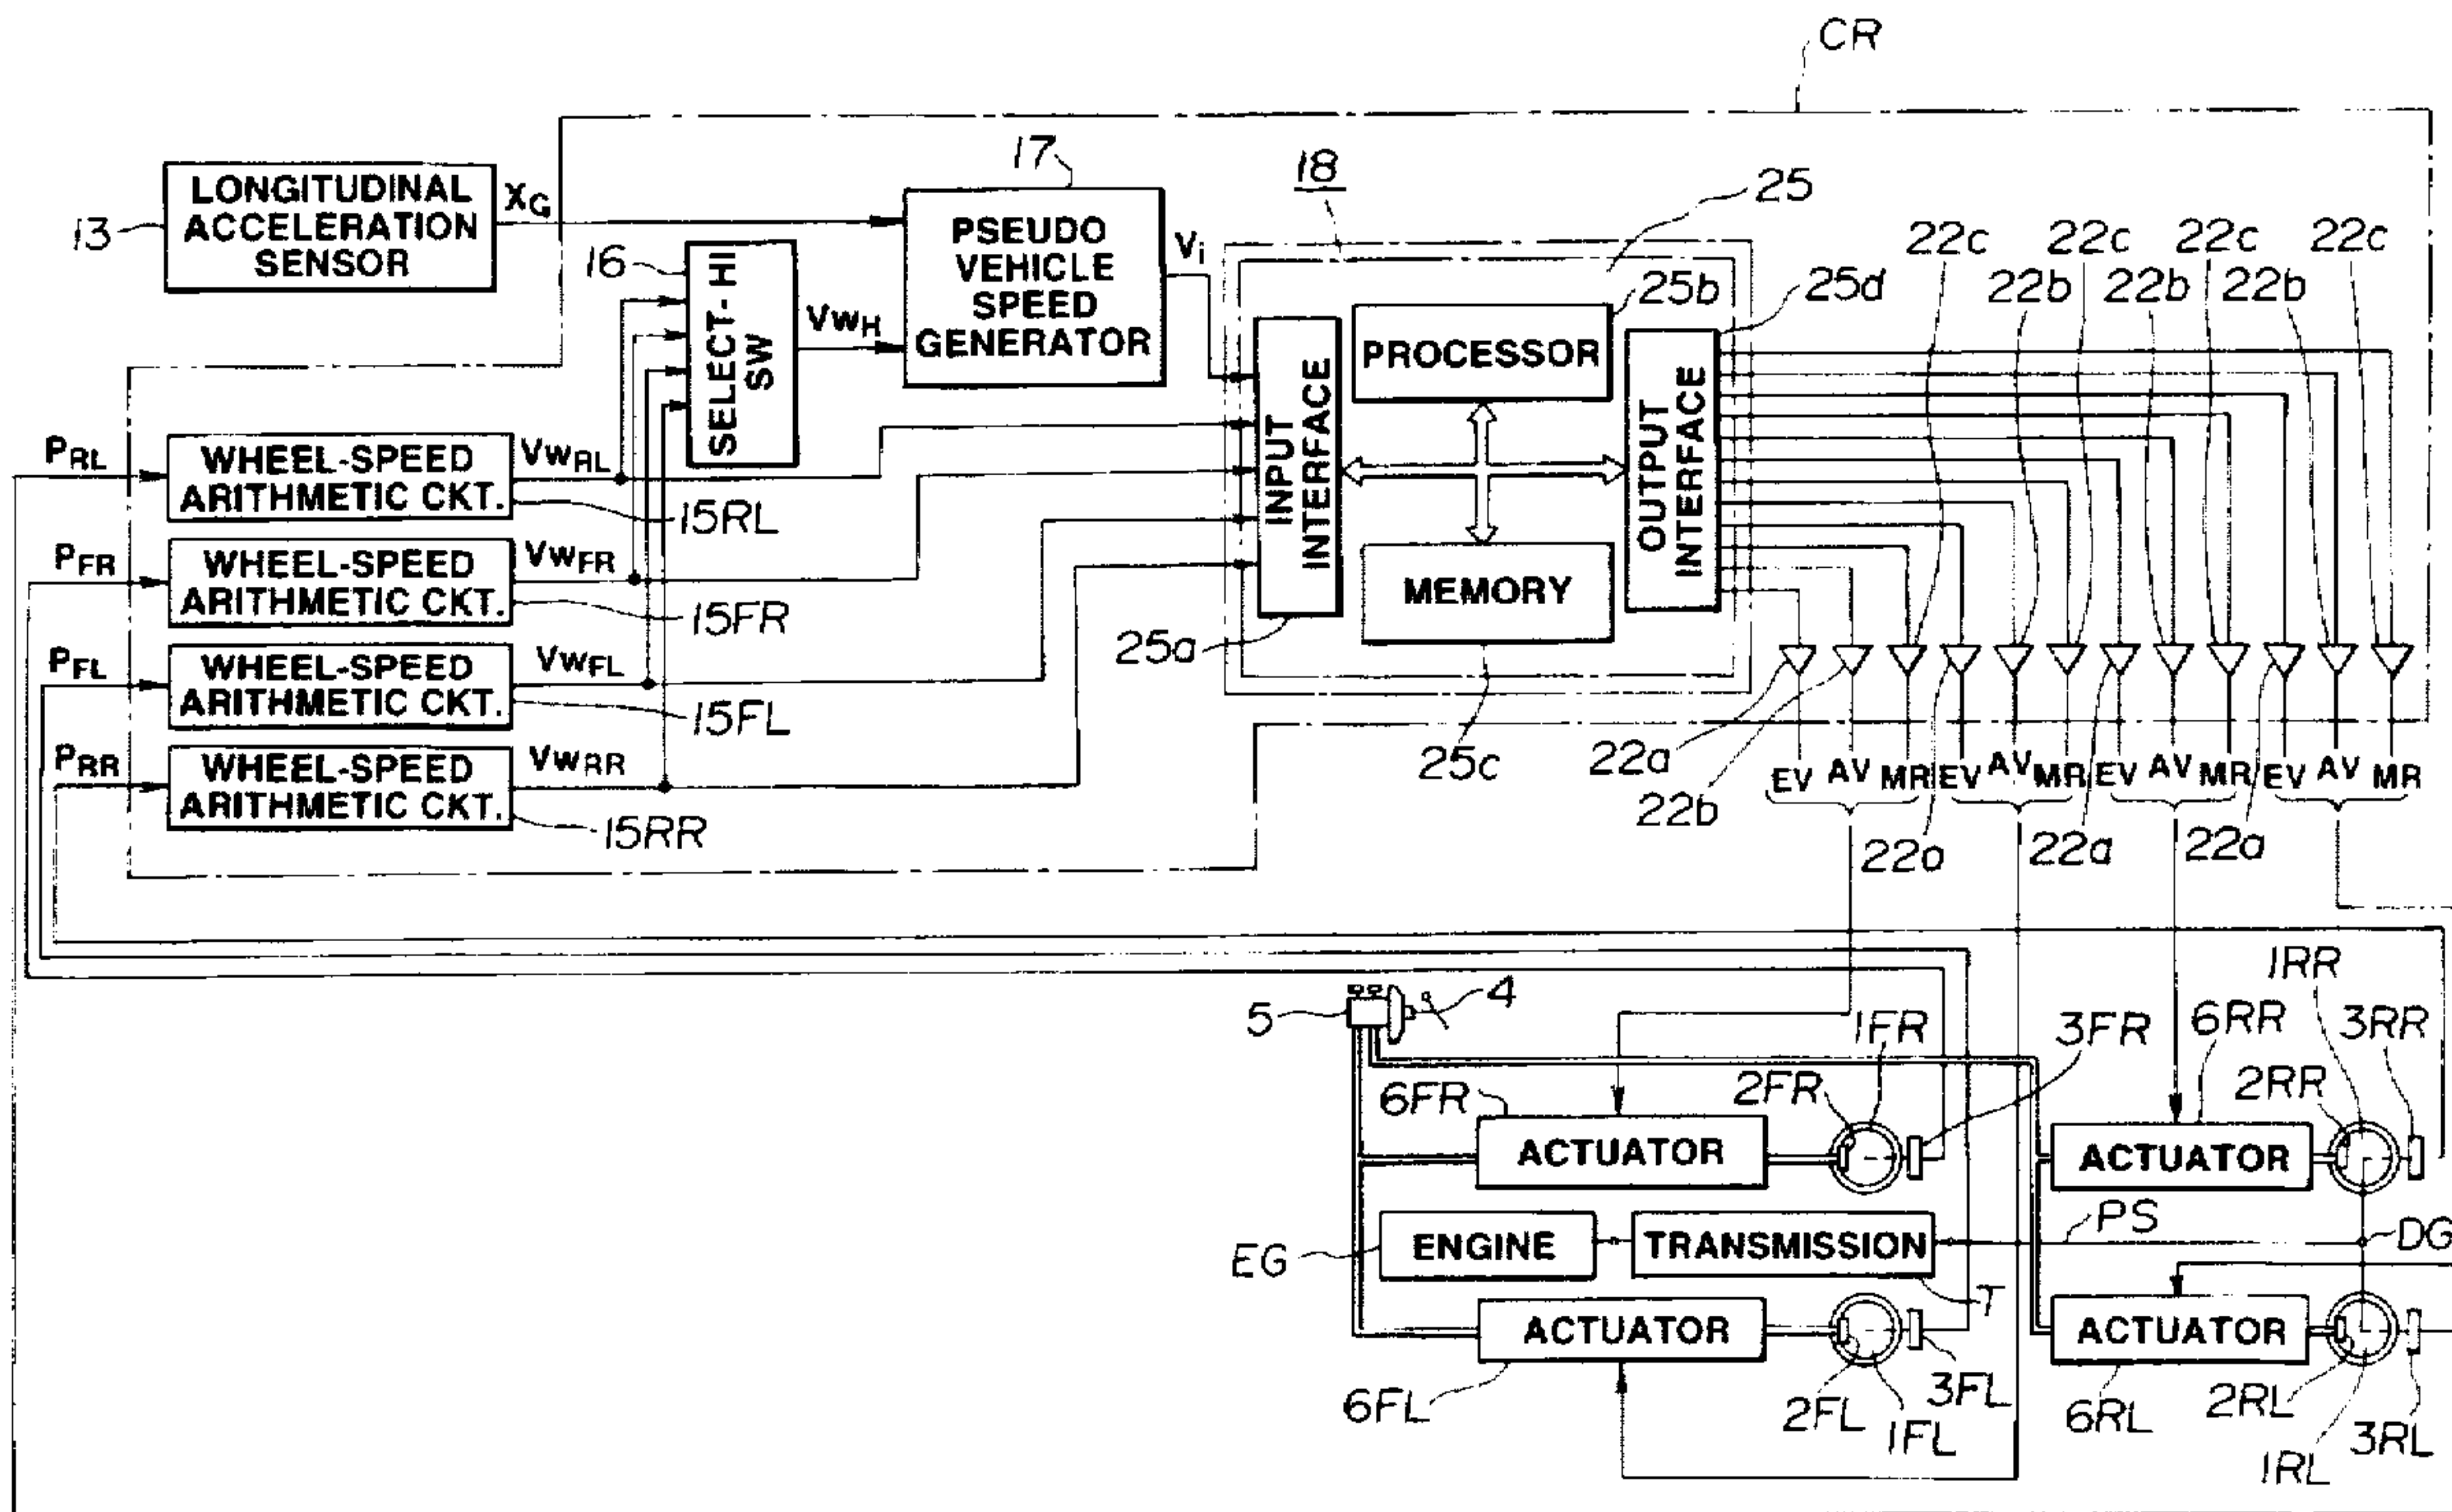 CR
17
18
25
LONGITUDINAL
ACCELERATION
SENSOR
13
XG
16
SELECT-HI
SW
VwH
PSEUDO
VEHICLE
SPEED
GENERATOR
Vi
25b
25d
22c 22c 22c 22c
22b 22b 22b
PROCESSOR
INPUT
INTERFACE
OUTPUT
INTERFACE
MEMORY
25a
25c
PRL
WHEEL-SPEED
ARITHMETIC CKT.
VwRL
15RL
PFR
WHEEL-SPEED
ARITHMETIC CKT.
VwFR
15FR
PFL
WHEEL-SPEED
ARITHMETIC CKT.
VwFL
15FL
PRR
WHEEL-SPEED
ARITHMETIC CKT.
VwRR
15RR
22a
22b
EV AV MR EV AV MR EV AV MR EV AV MR
22a 22a 22a
5
4
1FR
3FR
1RR
6RR
3RR
6FR
2FR
2RR
ACTUATOR
ACTUATOR
EG
ENGINE
TRANSMISSION
PS
DG
T
ACTUATOR
ACTUATOR
6FL
2FL
1FL
3FL
6RL
2RL
1RL
3RL